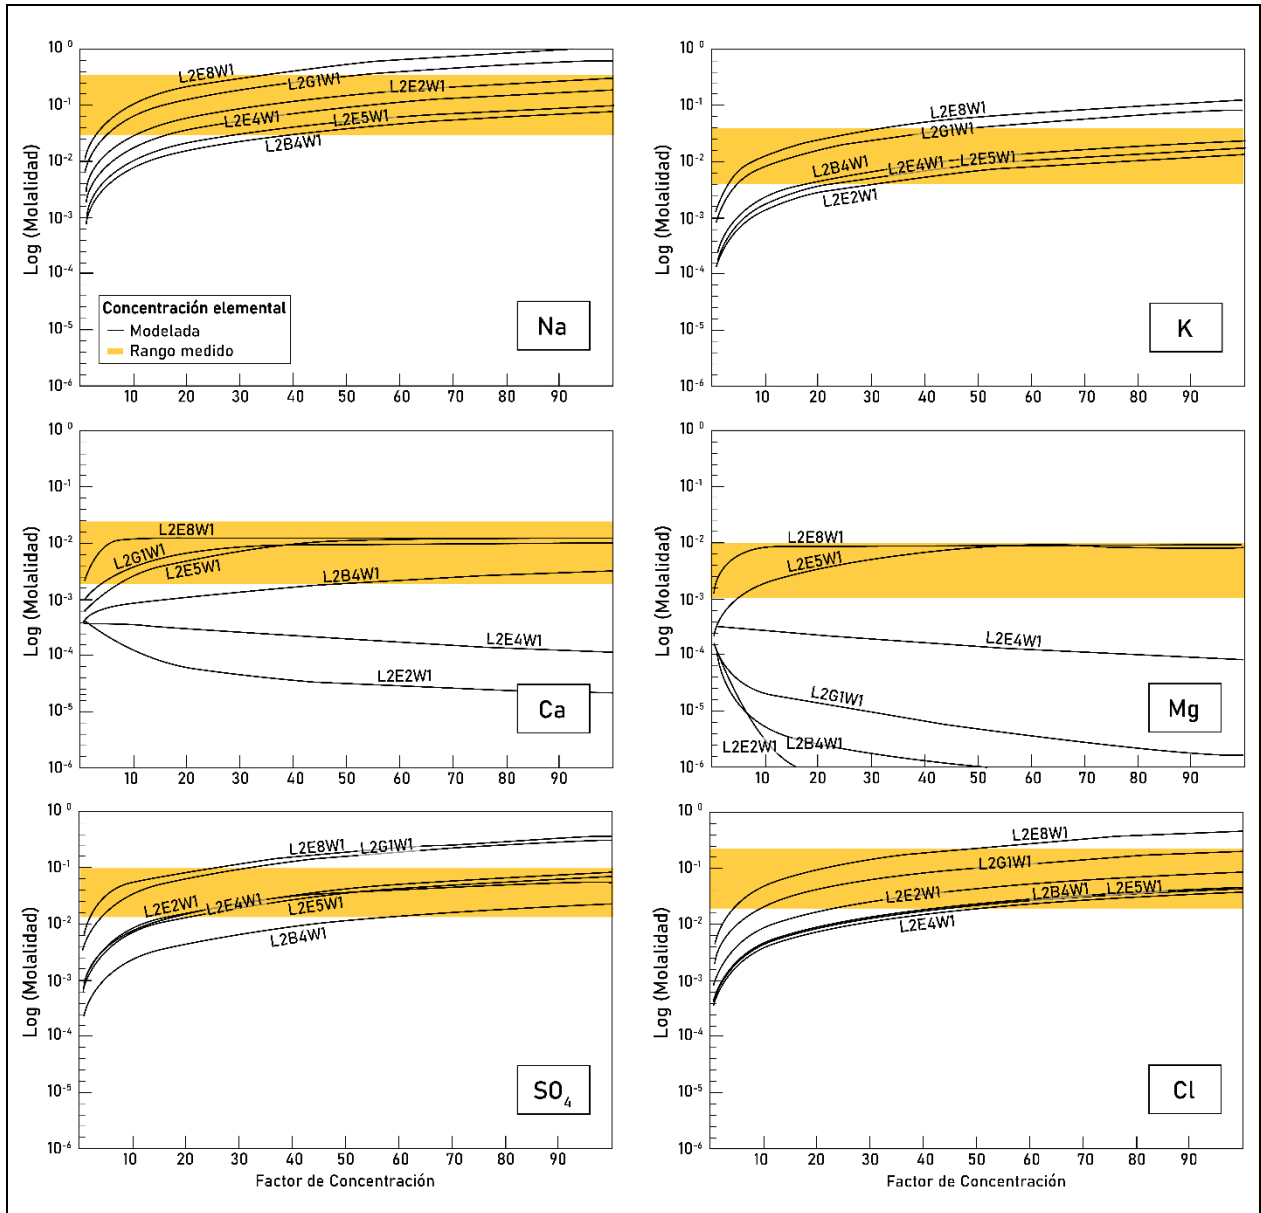 Log (Molalidad)
10⁰
10⁻¹
10⁻²
10⁻³
10⁻⁴
10⁻⁵
10⁻⁶
L2E8W1
L2G1W1
L2E2W1
L2E4W1
L2E5W1
L2B4W1
Concentración elemental
Modelada
Rango medido
Na
10 20 30 40 50 60 70 80 90
Log (Molalidad)
10⁰
10⁻¹
10⁻²
10⁻³
10⁻⁴
10⁻⁵
10⁻⁶
L2E8W1
L2G1W1
L2B4W1
L2E4W1
L2E5W1
L2E2W1
K
10 20 30 40 50 60 70 80 90
Log (Molalidad)
10⁰
10⁻¹
10⁻²
10⁻³
10⁻⁴
10⁻⁵
10⁻⁶
L2E8W1
L2G1W1
L2E5W1
L2B4W1
L2E4W1
L2E2W1
Ca
10 20 30 40 50 60 70 80 90
Log (Molalidad)
10⁰
10⁻¹
10⁻²
10⁻³
10⁻⁴
10⁻⁵
10⁻⁶
L2E8W1
L2E5W1
L2E4W1
L2G1W1
L2E2W1
L2B4W1
Mg
10 20 30 40 50 60 70 80 90
Log (Molalidad)
10⁰
10⁻¹
10⁻²
10⁻³
10⁻⁴
10⁻⁵
10⁻⁶
L2E8W1
L2G1W1
L2E2W1
L2E4W1
L2E5W1
L2B4W1
SO₄
10 20 30 40 50 60 70 80 90
Factor de Concentración
Log (Molalidad)
10⁰
10⁻¹
10⁻²
10⁻³
10⁻⁴
10⁻⁵
10⁻⁶
L2E8W1
L2G1W1
L2E2W1
L2B4W1
L2E5W1
L2E4W1
Cl
10 20 30 40 50 60 70 80 90
Factor de Concentración